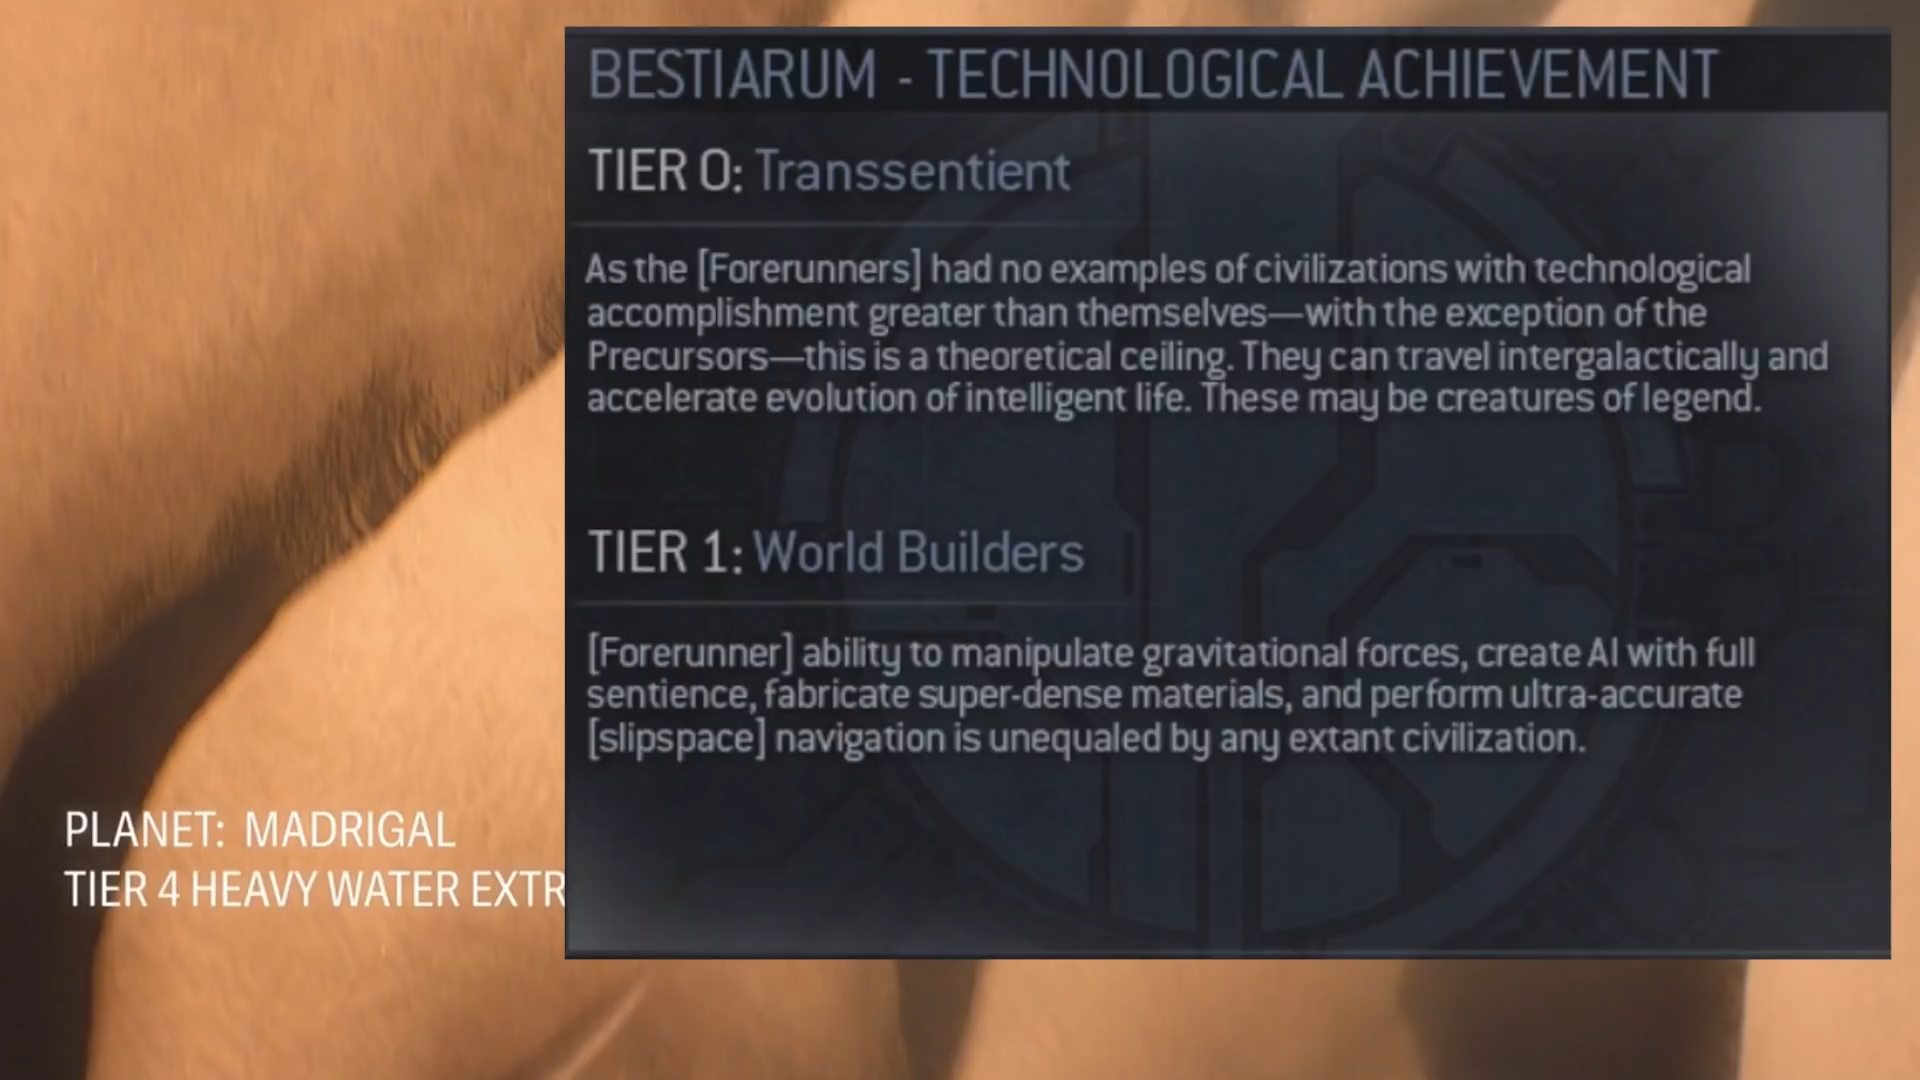 BESTIARUM - TECHNOLOGICAL ACHIEVEMENT
TIER 0: Transsentient
As the [Forerunners] had no examples of civilizations with technological
accomplishment greater than themselves—with the exception of the
Precursors—this is a theoretical ceiling. They can travel intergalactically and
accelerate evolution of intelligent life. These may be creatures of legend.
TIER 1: World Builders
[Forerunner] ability to manipulate gravitational forces, create AI with full
sentience, fabricate super-dense materials, and perform ultra-accurate
[slipspace] navigation is unequaled by any extant civilization.
PLANET: MADRIGAL
TIER 4 HEAVY WATER EXTR